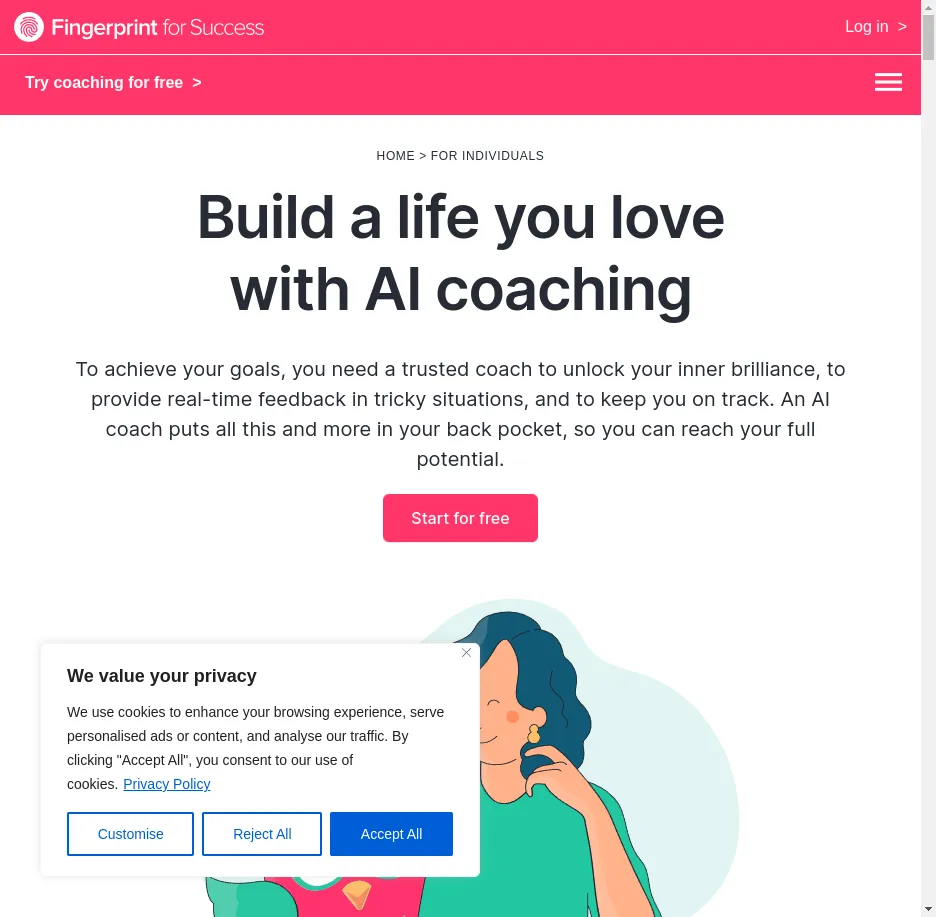 Fingerprint for Success
Log in >
Try coaching for free >
HOME > FOR INDIVIDUALS
Build a life you love
with AI coaching
To achieve your goals, you need a trusted coach to unlock your inner brilliance, to
provide real-time feedback in tricky situations, and to keep you on track. An AI
coach puts all this and more in your back pocket, so you can reach your full
potential.
Start for free
We value your privacy
We use cookies to enhance your browsing experience, serve
personalised ads or content, and analyse our traffic. By
clicking "Accept All", you consent to our use of
cookies. Privacy Policy
Customise
Reject All
Accept All